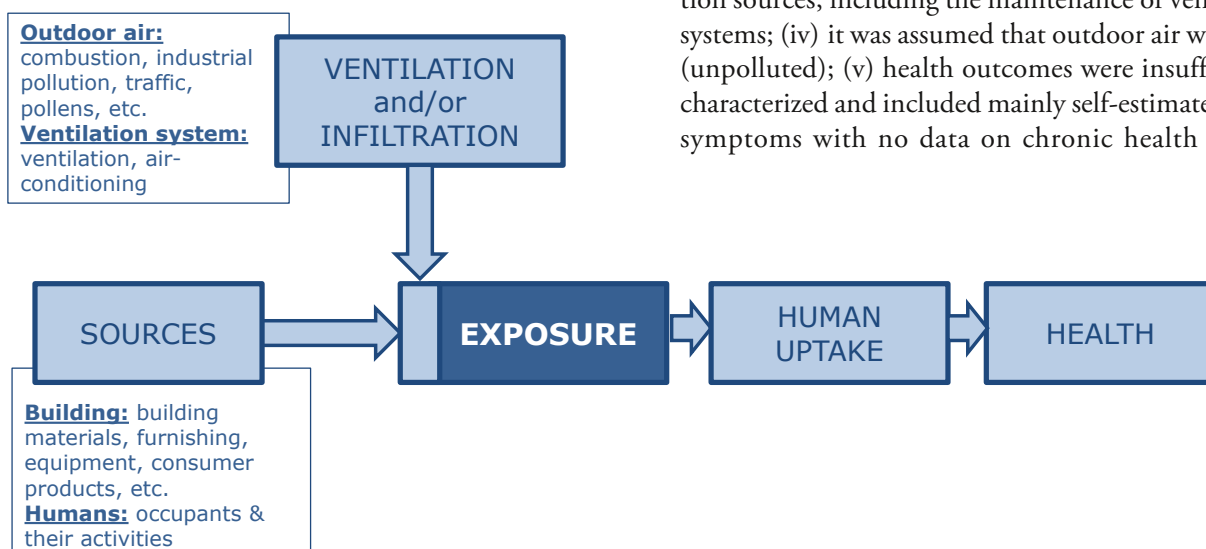 Outdoor air:
combustion, industrial
pollution, traffic,
pollens, etc.
Ventilation system:
ventilation, air-
conditioning
VENTILATION
and/or
INFILTRATION
systems; (iv) it was assumed that outdoor air w
(unpolluted); (v) health outcomes were insuff
characterized and included mainly self-estimate
symptoms with no data on chronic health
SOURCES
EXPOSURE
HUMAN
UPTAKE
HEALTH
Building: building
materials, furnishing,
equipment, consumer
products, etc.
Humans: occupants &
their activities